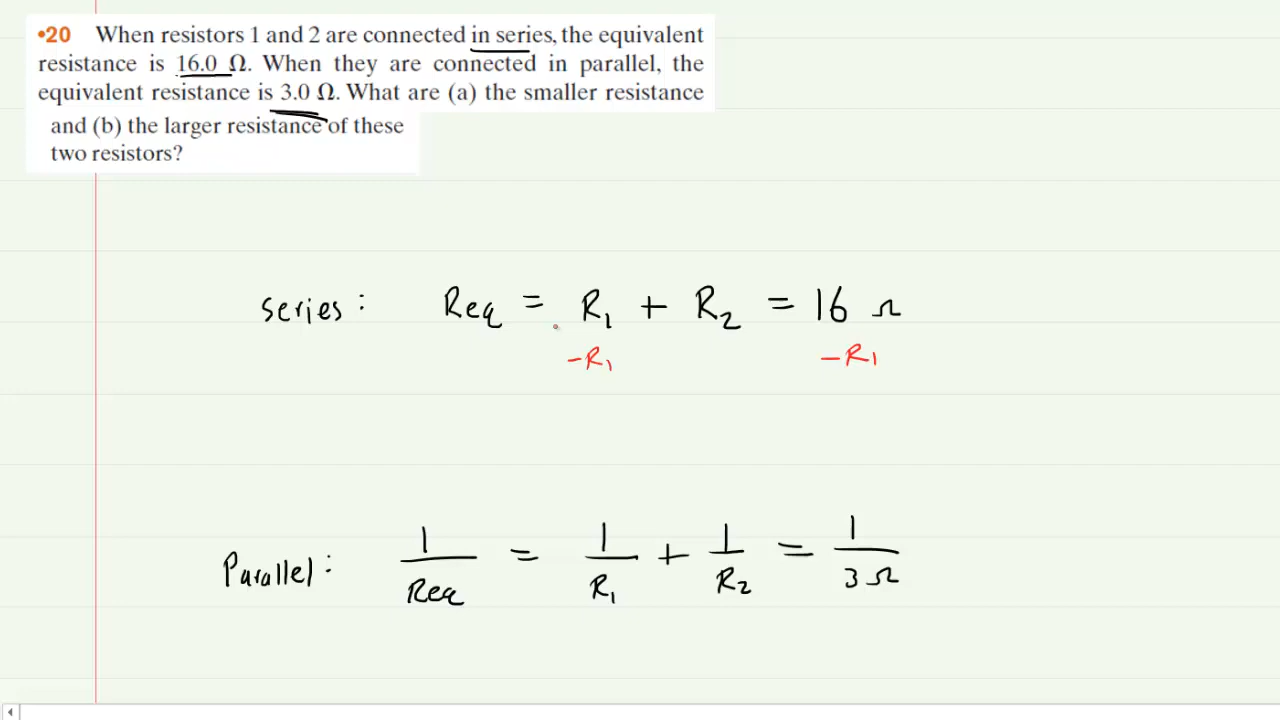 •20 When resistors 1 and 2 are connected in series, the equivalent
resistance is 16.0 Ω. When they are connected in parallel, the
equivalent resistance is 3.0 Ω. What are (a) the smaller resistance
and (b) the larger resistance of these
two resistors?
series: Req = R₁ + R₂ = 16 Ω
-R₁ -R₁
Parallel: 1/Req = 1/R₁ + 1/R₂ = 1/3Ω